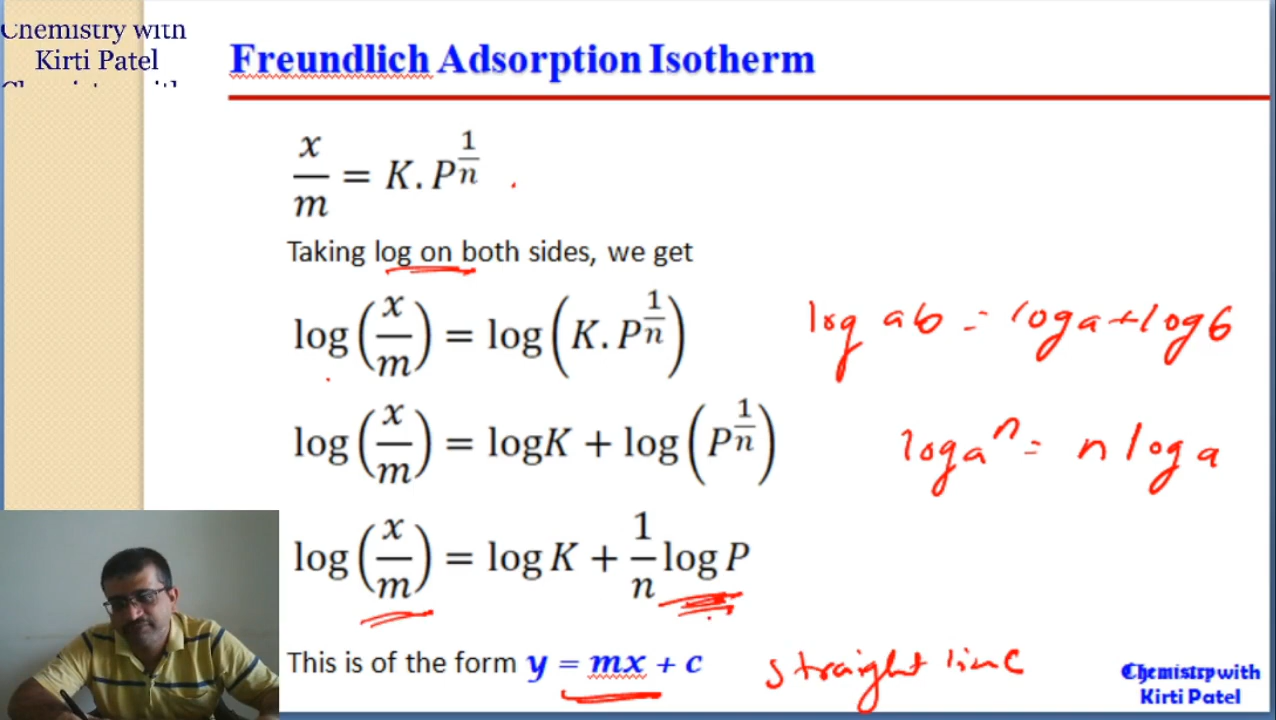 Chemistry with
Kirti Patel
Freundlich Adsorption Isotherm
x/m = K. P^(1/n)
Taking log on both sides, we get
log(x/m) = log(K. P^(1/n))
log ab = log a + log b
log(x/m) = logK + log(P^(1/n))
log a^n = n log a
log(x/m) = log K + 1/n log P
This is of the form y = mx + c
straight line
Chemistry with
Kirti Patel